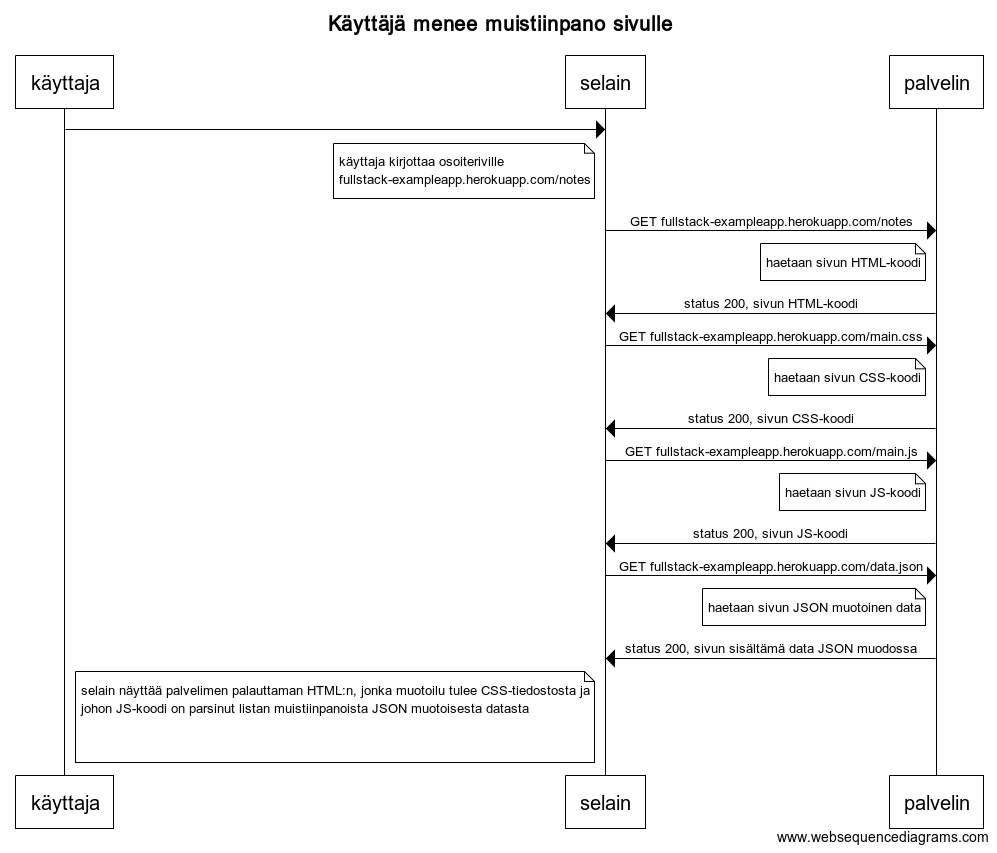 Käyttäjä menee muistiinpano sivulle
käyttaja
selain
palvelin
käyttaja kirjottaa osoiteriville
fullstack-exampleapp.herokuapp.com/notes
GET fullstack-exampleapp.herokuapp.com/notes
haetaan sivun HTML-koodi
status 200, sivun HTML-koodi
GET fullstack-exampleapp.herokuapp.com/main.css
haetaan sivun CSS-koodi
status 200, sivun CSS-koodi
GET fullstack-exampleapp.herokuapp.com/main.js
haetaan sivun JS-koodi
status 200, sivun JS-koodi
GET fullstack-exampleapp.herokuapp.com/data.json
haetaan sivun JSON muotoinen data
status 200, sivun sisältämä data JSON muodossa
selain näyttää palvelimen palauttaman HTML:n, jonka muotoilu tulee CSS-tiedostosta ja
johon JS-koodi on parsinut listan muistiinpanoista JSON muotoisesta datasta
käyttaja
selain
palvelin
www.websequencediagrams.com